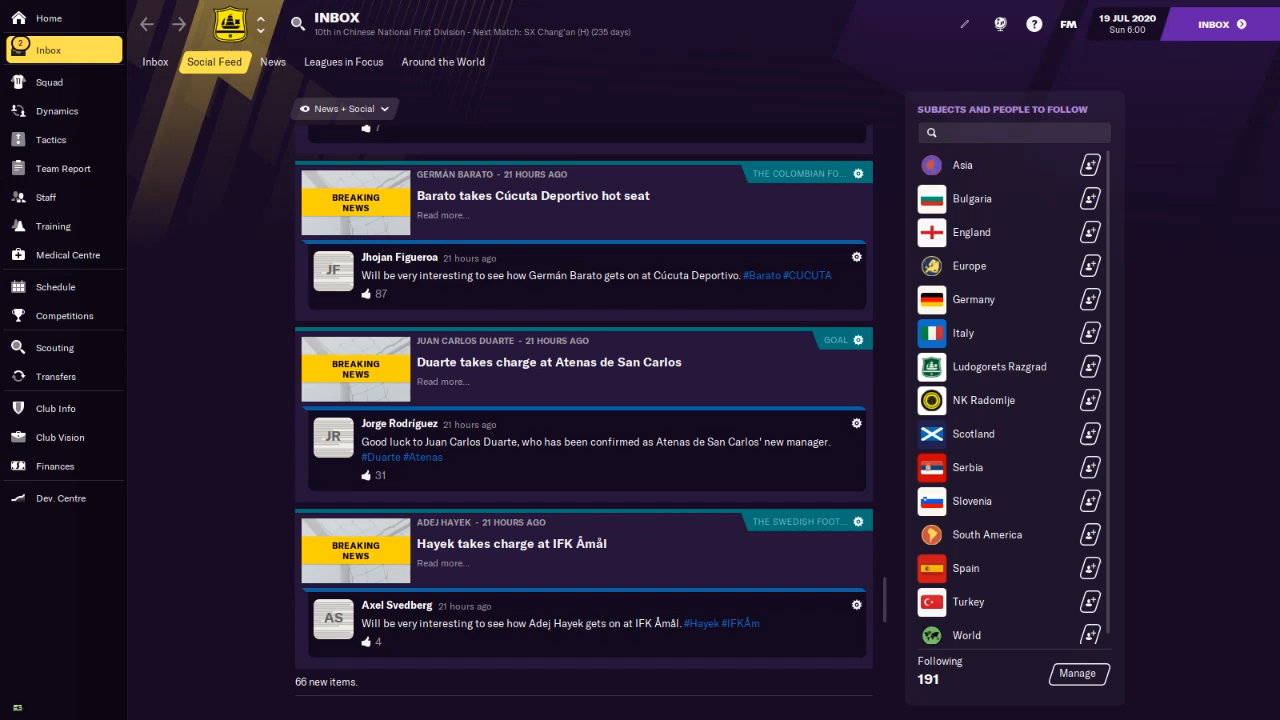 Home
2
Inbox
Squad
Dynamics
Tactics
Team Report
Staff
Training
Medical Centre
Schedule
Competitions
Scouting
Transfers
Club Info
Club Vision
Finances
Dev. Centre
INBOX
10th in Chinese National First Division - Next Match: SX Chang'an (H) (235 days)
?
FM
19 JUL 2020
Sun 6:00
INBOX
Inbox
Social Feed
News
Leagues in Focus
Around the World
News + Social
7
GERMÁN BARATO - 21 HOURS AGO
THE COLOMBIAN FO...
BREAKING
NEWS
Barato takes Cúcuta Deportivo hot seat
Read more...
JF
Jhojan Figueroa 21 hours ago
Will be very interesting to see how Germán Barato gets on at Cúcuta Deportivo. #Barato #CUCUTA
87
JUAN CARLOS DUARTE - 21 HOURS AGO
GOAL
BREAKING
NEWS
Duarte takes charge at Atenas de San Carlos
Read more...
JR
Jorge Rodríguez 21 hours ago
Good luck to Juan Carlos Duarte, who has been confirmed as Atenas de San Carlos' new manager.
#Duarte #Atenas
31
ADEJ HAYEK - 21 HOURS AGO
THE SWEDISH FOOT...
BREAKING
NEWS
Hayek takes charge at IFK Åmål
Read more...
AS
Axel Svedberg 21 hours ago
Will be very interesting to see how Adej Hayek gets on at IFK Åmål. #Hayek #IFKÅm
4
66 new items.
SUBJECTS AND PEOPLE TO FOLLOW
Asia
Bulgaria
England
Europe
Germany
Italy
Ludogorets Razgrad
NK Radomlje
Scotland
Serbia
Slovenia
South America
Spain
Turkey
World
Following
191
Manage